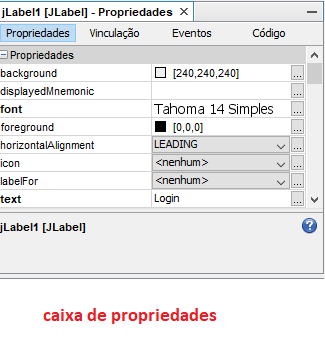 jLabel1 [JLabel] - Propriedades
Propriedades Vinculação Eventos Código
Propriedades
background [240,240,240] ...
displayedMnemonic ...
font Tahoma 14 Simples ...
foreground [0,0,0] ...
horizontalAlignment LEADING ...
icon <nenhum> ...
labelFor <nenhum> ...
text Login ...
jLabel1 [JLabel]
caixa de propriedades